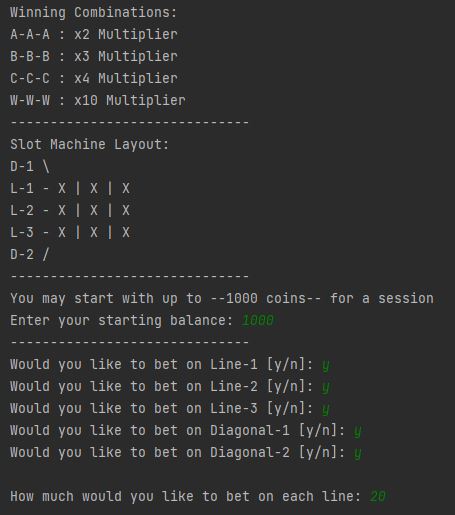 Winning Combinations:
A-A-A : x2 Multiplier
B-B-B : x3 Multiplier
C-C-C : x4 Multiplier
W-W-W : x10 Multiplier
------------------------------
Slot Machine Layout:
D-1 \
L-1 - X | X | X
L-2 - X | X | X
L-3 - X | X | X
D-2 /
------------------------------
You may start with up to --1000 coins-- for a session
Enter your starting balance: 1000
------------------------------
Would you like to bet on Line-1 [y/n]: y
Would you like to bet on Line-2 [y/n]: y
Would you like to bet on Line-3 [y/n]: y
Would you like to bet on Diagonal-1 [y/n]: y
Would you like to bet on Diagonal-2 [y/n]: y
How much would you like to bet on each line: 20